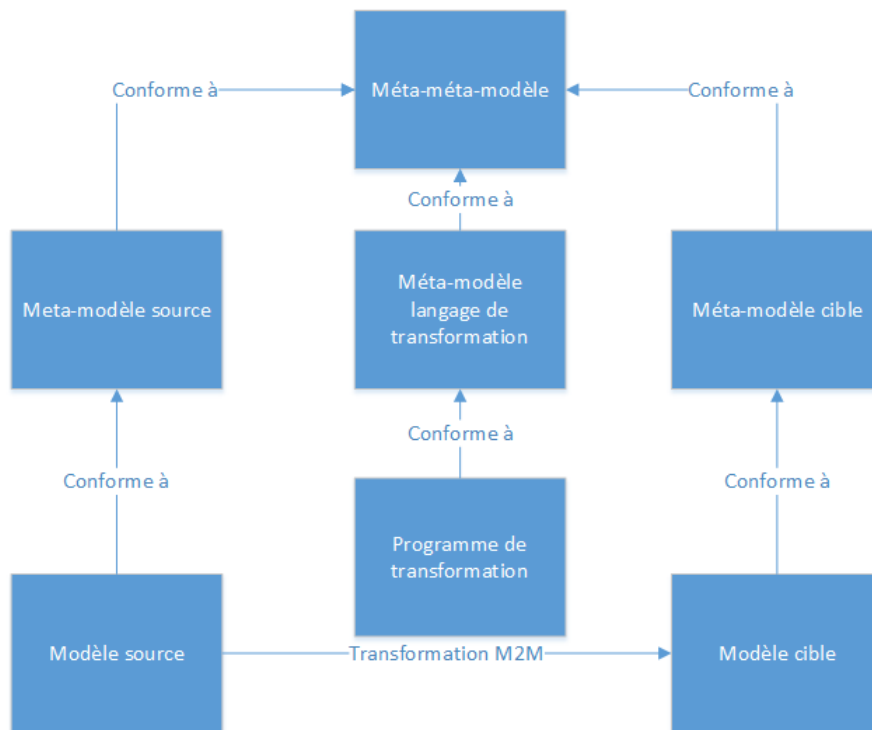 Méta-méta-modèle
Conforme à
Conforme à
Conforme à
Meta-modèle source
Méta-modèle
langage de
transformation
Méta-modèle cible
Conforme à
Conforme à
Conforme à
Programme de
transformation
Modèle source
Transformation M2M
Modèle cible